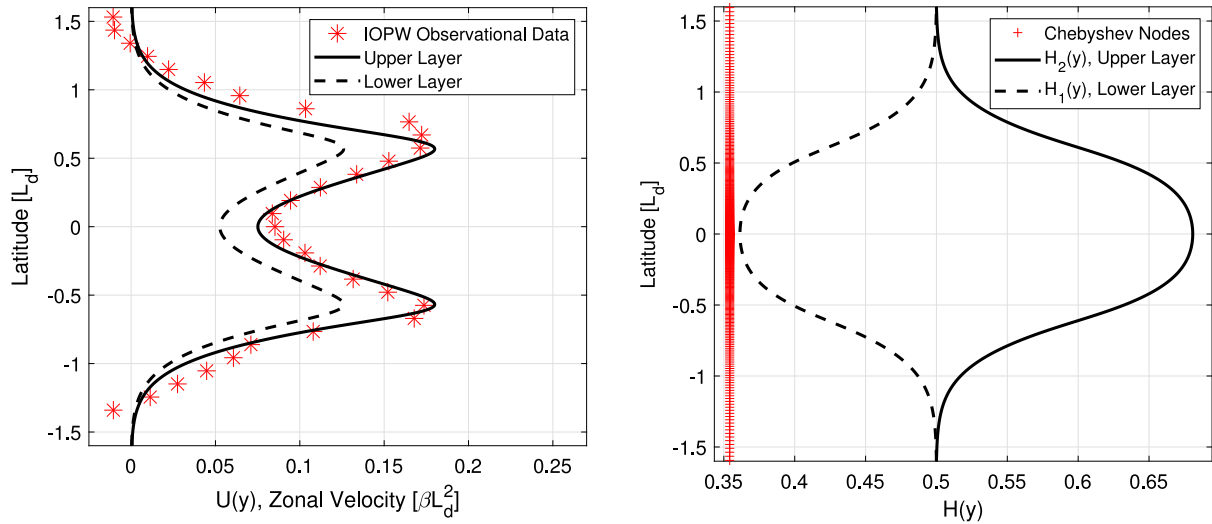 IOPW Observational Data
Upper Layer
Lower Layer
1.5
1
0.5
0
-0.5
-1
-1.5
Latitude [L_d]
0
0.05
0.1
0.15
0.2
0.25
U(y), Zonal Velocity [βL_d^2]
Chebyshev Nodes
H_2(y), Upper Layer
H_1(y), Lower Layer
1.5
1
0.5
0
-0.5
-1
-1.5
Latitude [L_d]
0.35
0.4
0.45
0.5
0.55
0.6
0.65
H(y)